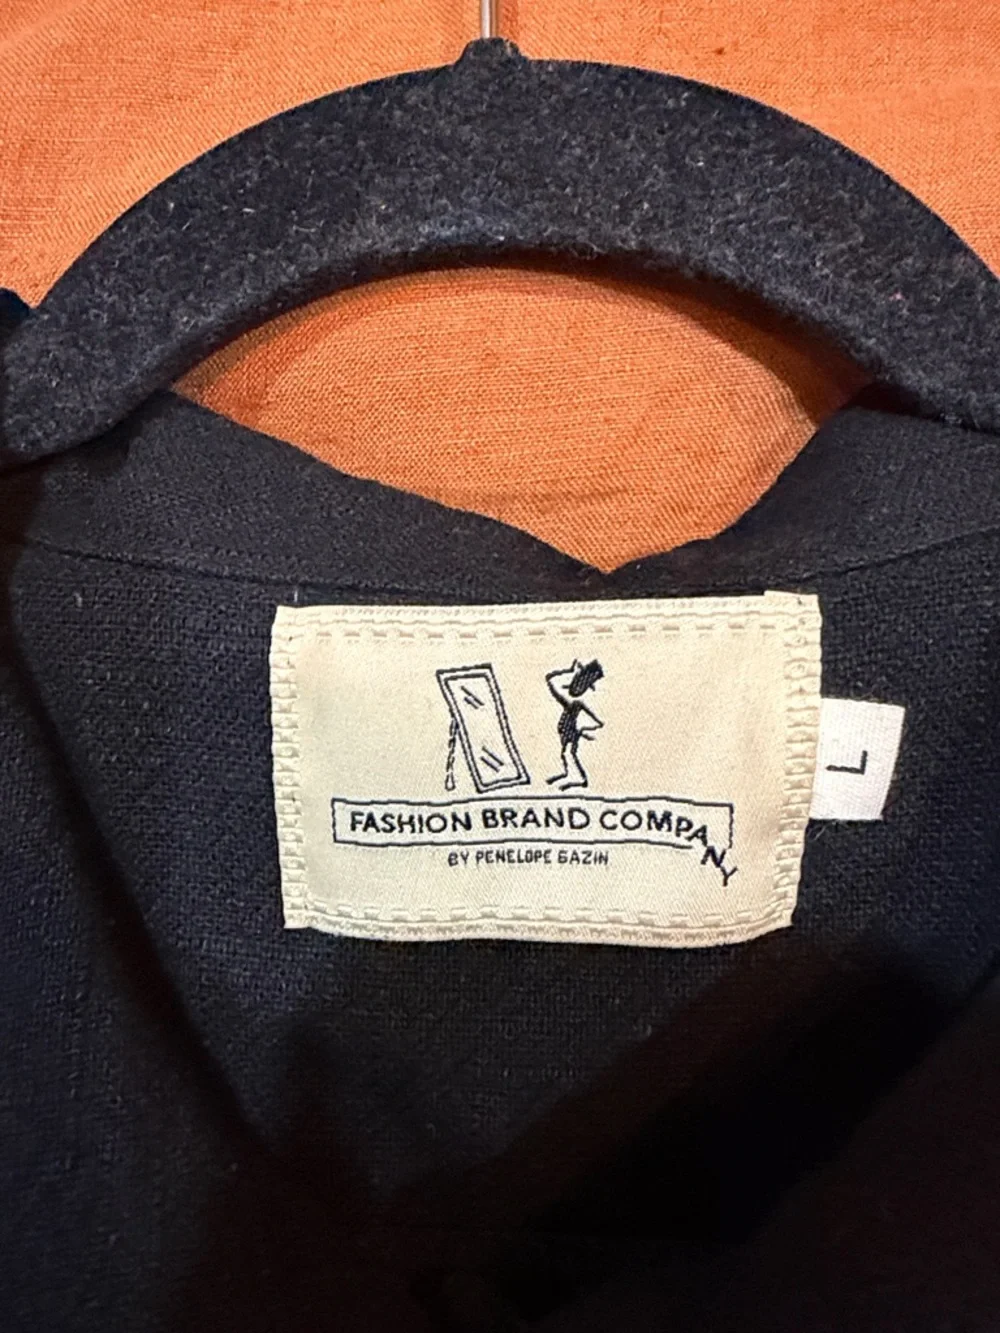 FASHION BRAND COMPANY
BY PENELOPE GAZIN
L